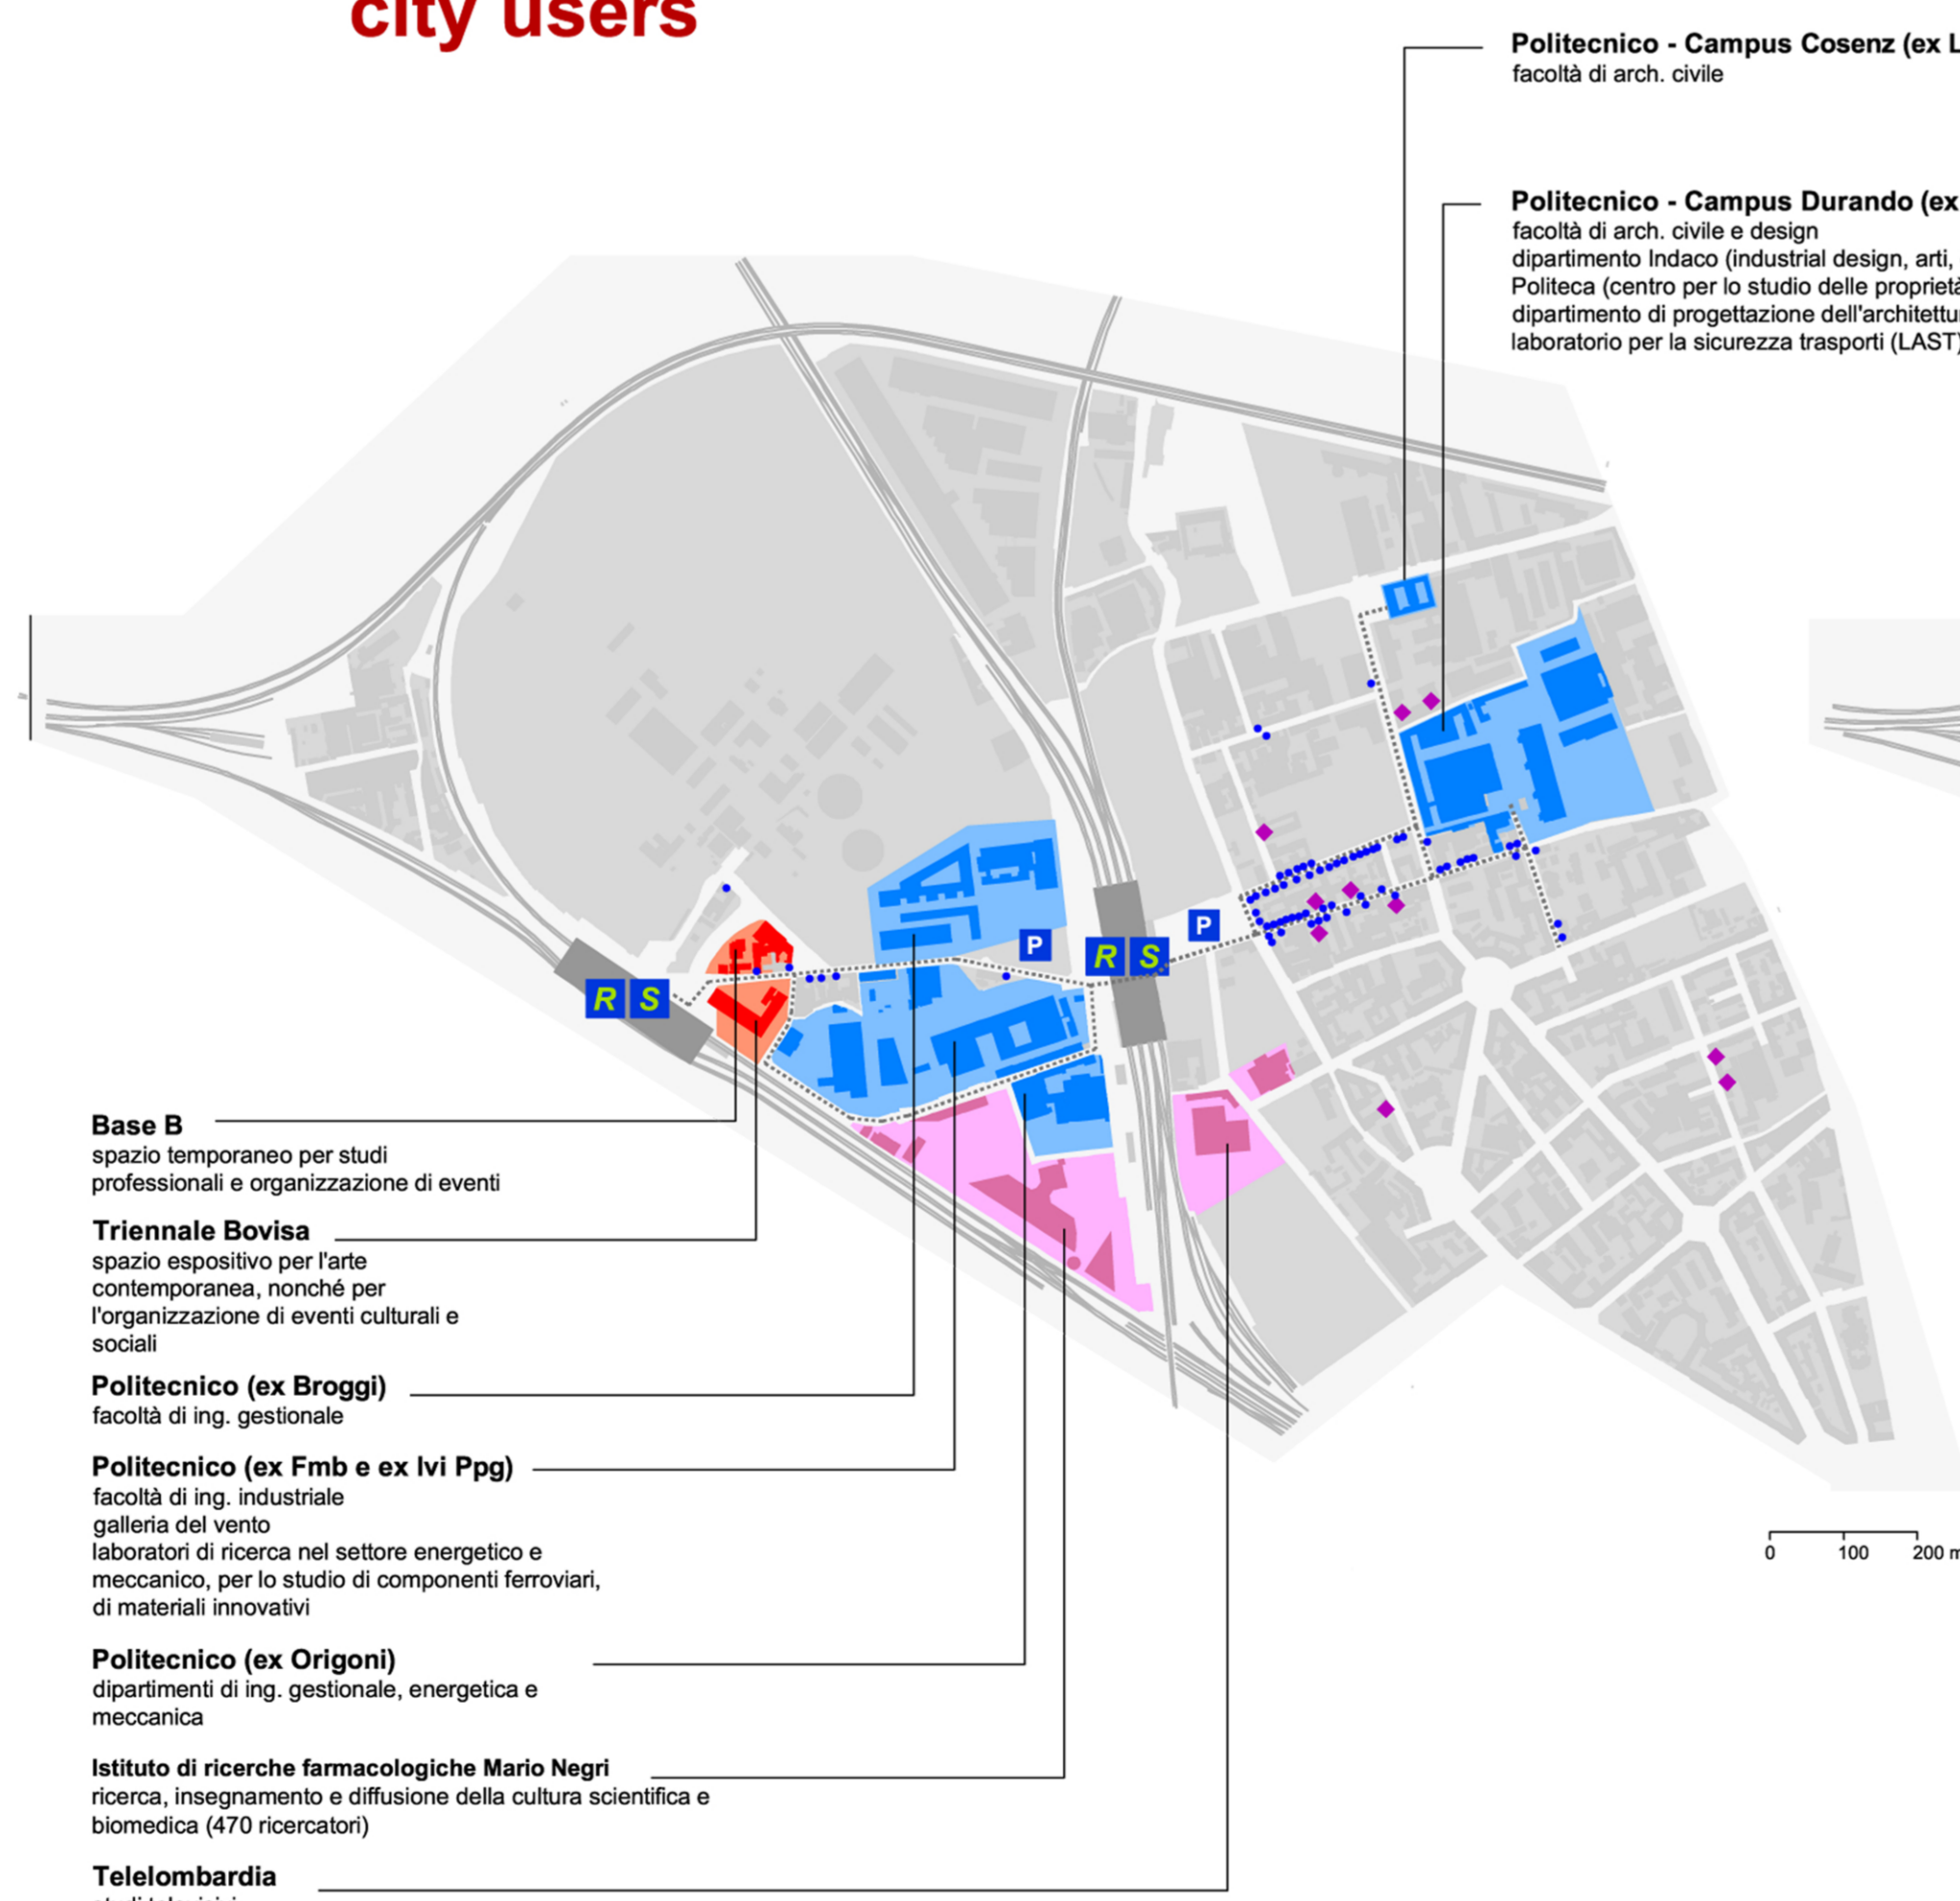 city users
Politecnico - Campus Cosenz (ex
facoltà di arch. civile
Politecnico - Campus Durando (ex
facoltà di arch. civile e design
dipartimento Indaco (industrial design, arti,
Politeca (centro per lo studio delle proprietà
dipartimento di progettazione dell'architettu
laboratorio per la sicurezza trasporti (LAST)
P
P
R S
R S
Base B
spazio temporaneo per studi
professionali e organizzazione di eventi
Triennale Bovisa
spazio espositivo per l'arte
contemporanea, nonché per
l'organizzazione di eventi culturali e
sociali
Politecnico (ex Broggi)
facoltà di ing. gestionale
Politecnico (ex Fmb e ex Ivi Ppg)
facoltà di ing. industriale
galleria del vento
laboratori di ricerca nel settore energetico e
meccanico, per lo studio di componenti ferroviari,
di materiali innovativi
0 100 200 m
Politecnico (ex Origoni)
dipartimenti di ing. gestionale, energetica e
meccanica
Istituto di ricerche farmacologiche Mario Negri
ricerca, insegnamento e diffusione della cultura scientifica e
biomedica (470 ricercatori)
Telelombardia